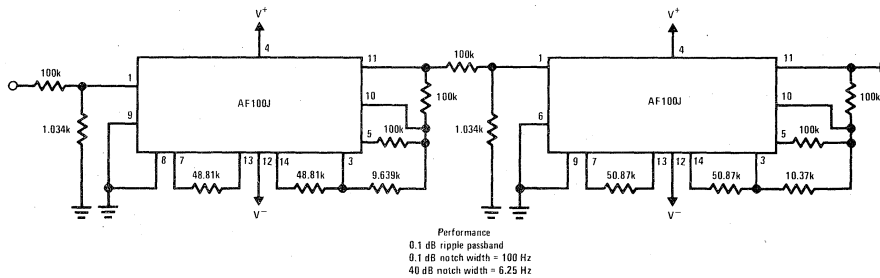 V+
4
11
100k
1
AF100J
10
100k
1.034k
9
5
100k
8
7
13
12
14
3
48.81k
48.81k
9.639k
V−
100k
V+
4
11
1
AF100J
10
100k
1.034k
6
5
100k
9
7
13
12
14
3
50.87k
50.87k
10.37k
V−
Performance
0.1 dB ripple passband
0.1 dB notch width = 100 Hz
40 dB notch width = 6.25 Hz